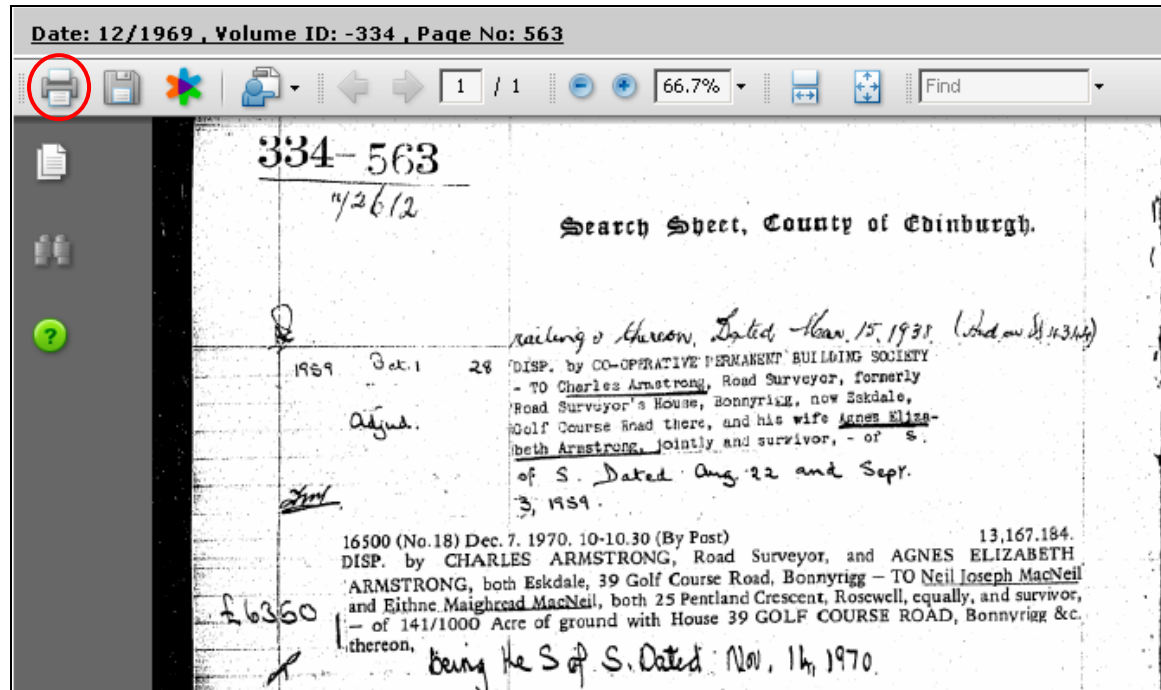 Date: 12/1969 , Volume ID: -334 , Page No: 563
1 / 1 66.7% Find
334-563
Search Sheet, County of Edinburgh.
thereon, Dated Mar. 15, 1938
1959 Oct. 1 28 DISP. by CO-OPERATIVE PERMANENT BUILDING SOCIETY
- TO Charles Armstrong, Road Surveyor, formerly
Road Surveyor's House, Bonnyrigg, now Eskdale,
Adjus. Golf Course Road there, and his wife Agnes Eliza-
beth Armstrong, jointly and survivor, - of S.
of S. Dated Aug. 22 and Sept.
3, 1959.
16500 (No.18) Dec. 7. 1970. 10-10.30 (By Post) 13,167.184.
DISP. by CHARLES ARMSTRONG, Road Surveyor, and AGNES ELIZABETH
ARMSTRONG, both Eskdale, 39 Golf Course Road, Bonnyrigg – TO Neil Joseph MacNeil
£6350 and Eithne Maighread MacNeil, both 25 Pentland Crescent, Rosewell, equally, and survivor,
– of 141/1000 Acre of ground with House 39 GOLF COURSE ROAD, Bonnyrigg &c.
thereon,
being the S of S. Dated Nov. 14, 1970.